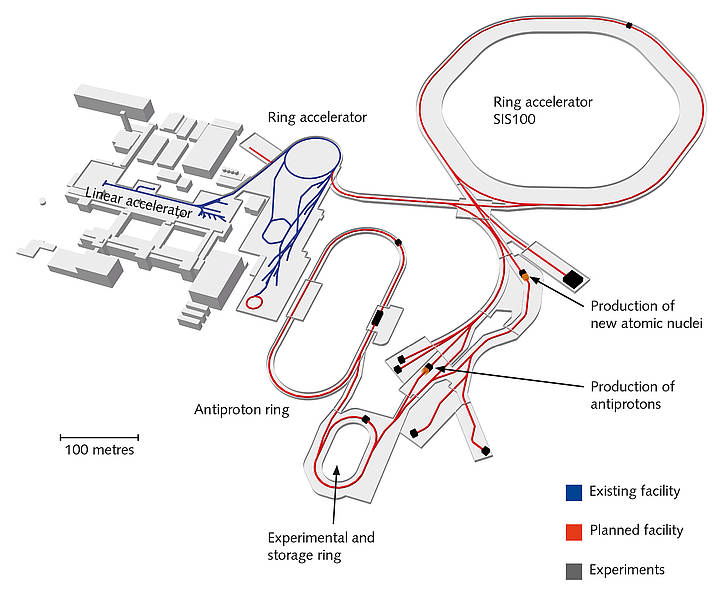 Ring accelerator
Ring accelerator
SIS100
Linear accelerator
Production of
new atomic nuclei
Production of
antiprotons
Antiproton ring
100 metres
Experimental and
storage ring
Existing facility
Planned facility
Experiments